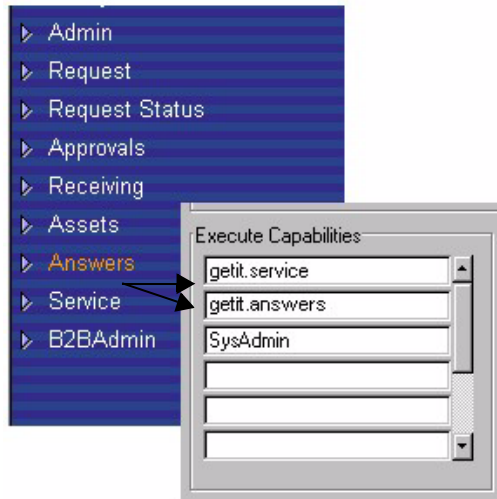 Admin
Request
Request Status
Approvals
Receiving
Assets
Answers
Service
B2BAdmin
Execute Capabilities
getit.service
getit.answers
SysAdmin